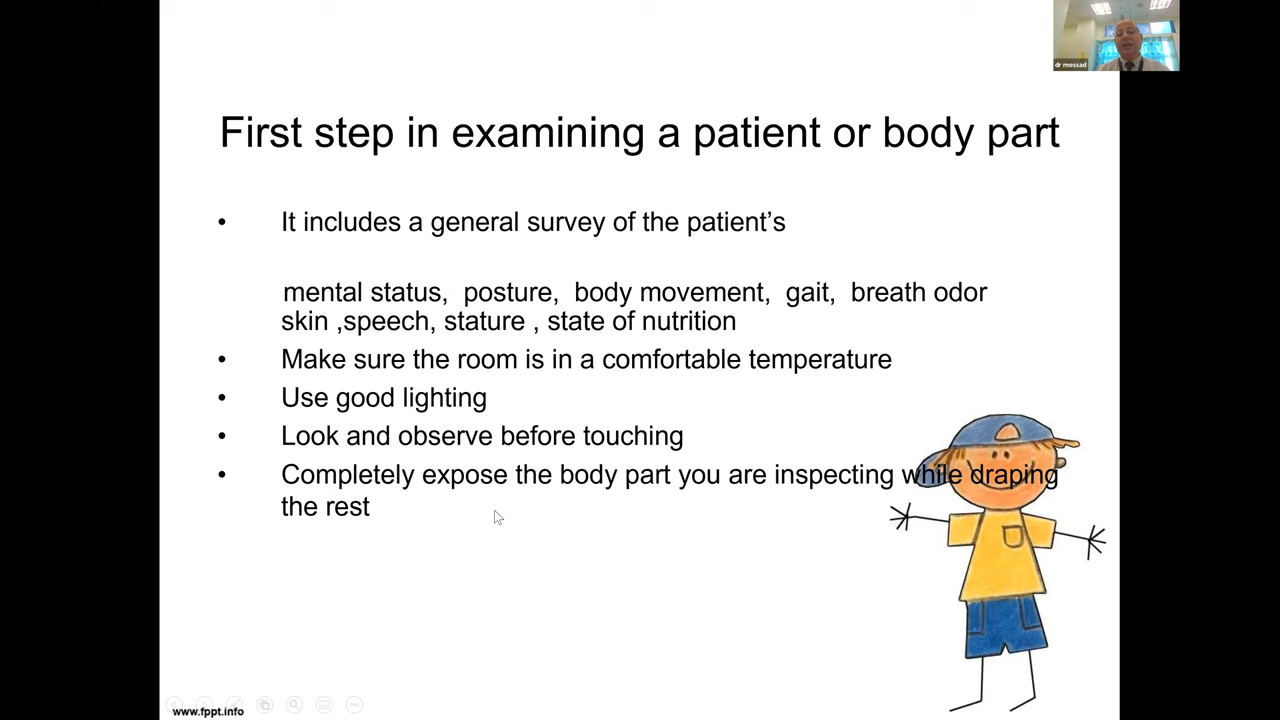 dr mossad
First step in examining a patient or body part
• It includes a general survey of the patient’s
mental status, posture, body movement, gait, breath odor
skin ,speech, stature , state of nutrition
• Make sure the room is in a comfortable temperature
• Use good lighting
• Look and observe before touching
• Completely expose the body part you are inspecting while draping
the rest
www.fppt.info